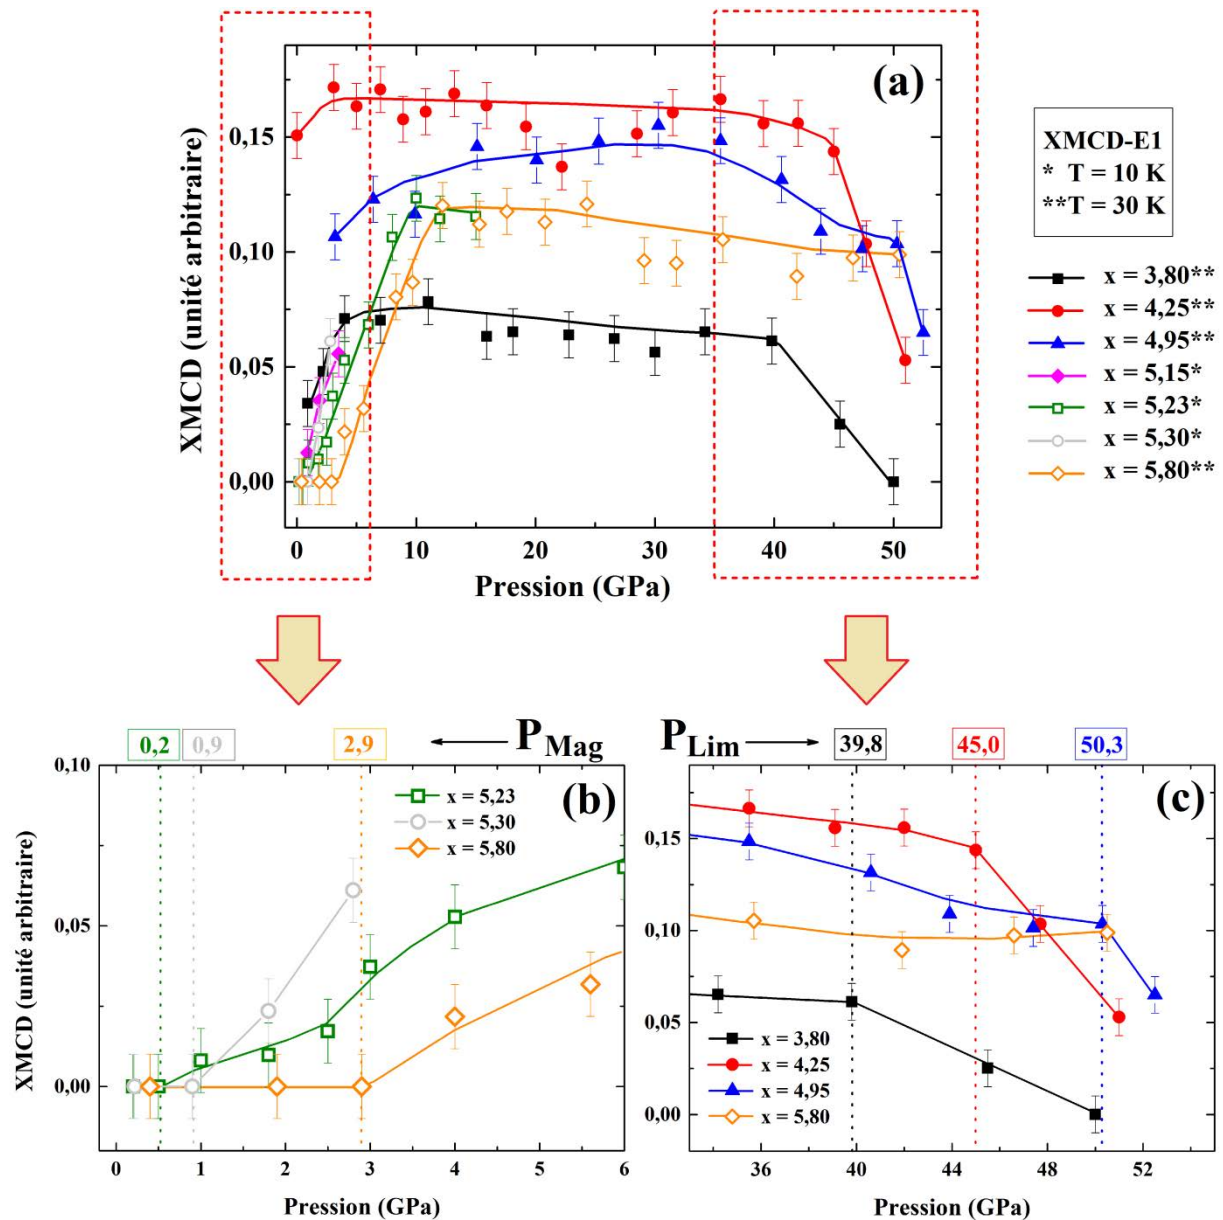 (a)
XMCD (unité arbitraire)
0,15
0,10
0,05
0,00
0 10 20 30 40 50
Pression (GPa)
XMCD-E1
* T = 10 K
**T = 30 K
x = 3,80**
x = 4,25**
x = 4,95**
x = 5,15*
x = 5,23*
x = 5,30*
x = 5,80**
0,2 0,9 2,9 P Mag
(b)
XMCD (unité arbitraire)
0,10
0,05
0,00
x = 5,23
x = 5,30
x = 5,80
0 1 2 3 4 5 6
Pression (GPa)
P Lim 39,8 45,0 50,3
(c)
0,15
0,10
0,05
0,00
x = 3,80
x = 4,25
x = 4,95
x = 5,80
36 40 44 48 52
Pression (GPa)